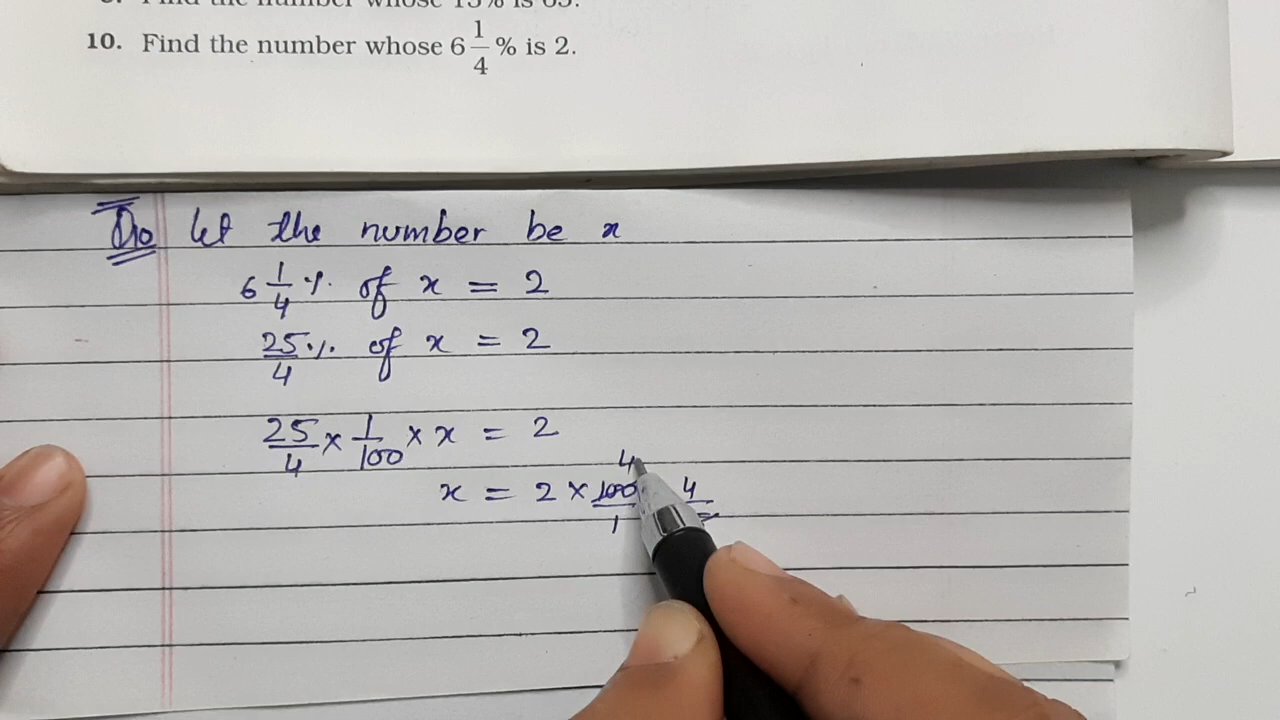 10. Find the number whose 6 1/4 % is 2.
let the number be x
6 1/4 % of x = 2
25/4 % of x = 2
25/4 × 1/100 × x = 2
4
x = 2 × 100/1 4